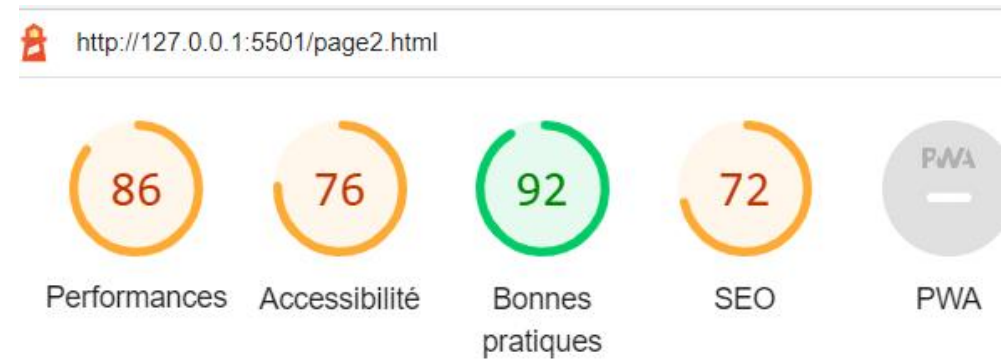 http://127.0.0.1:5501/page2.html
86
76
92
72
PWA
Performances
Accessibilité
Bonnes
pratiques
SEO
PWA